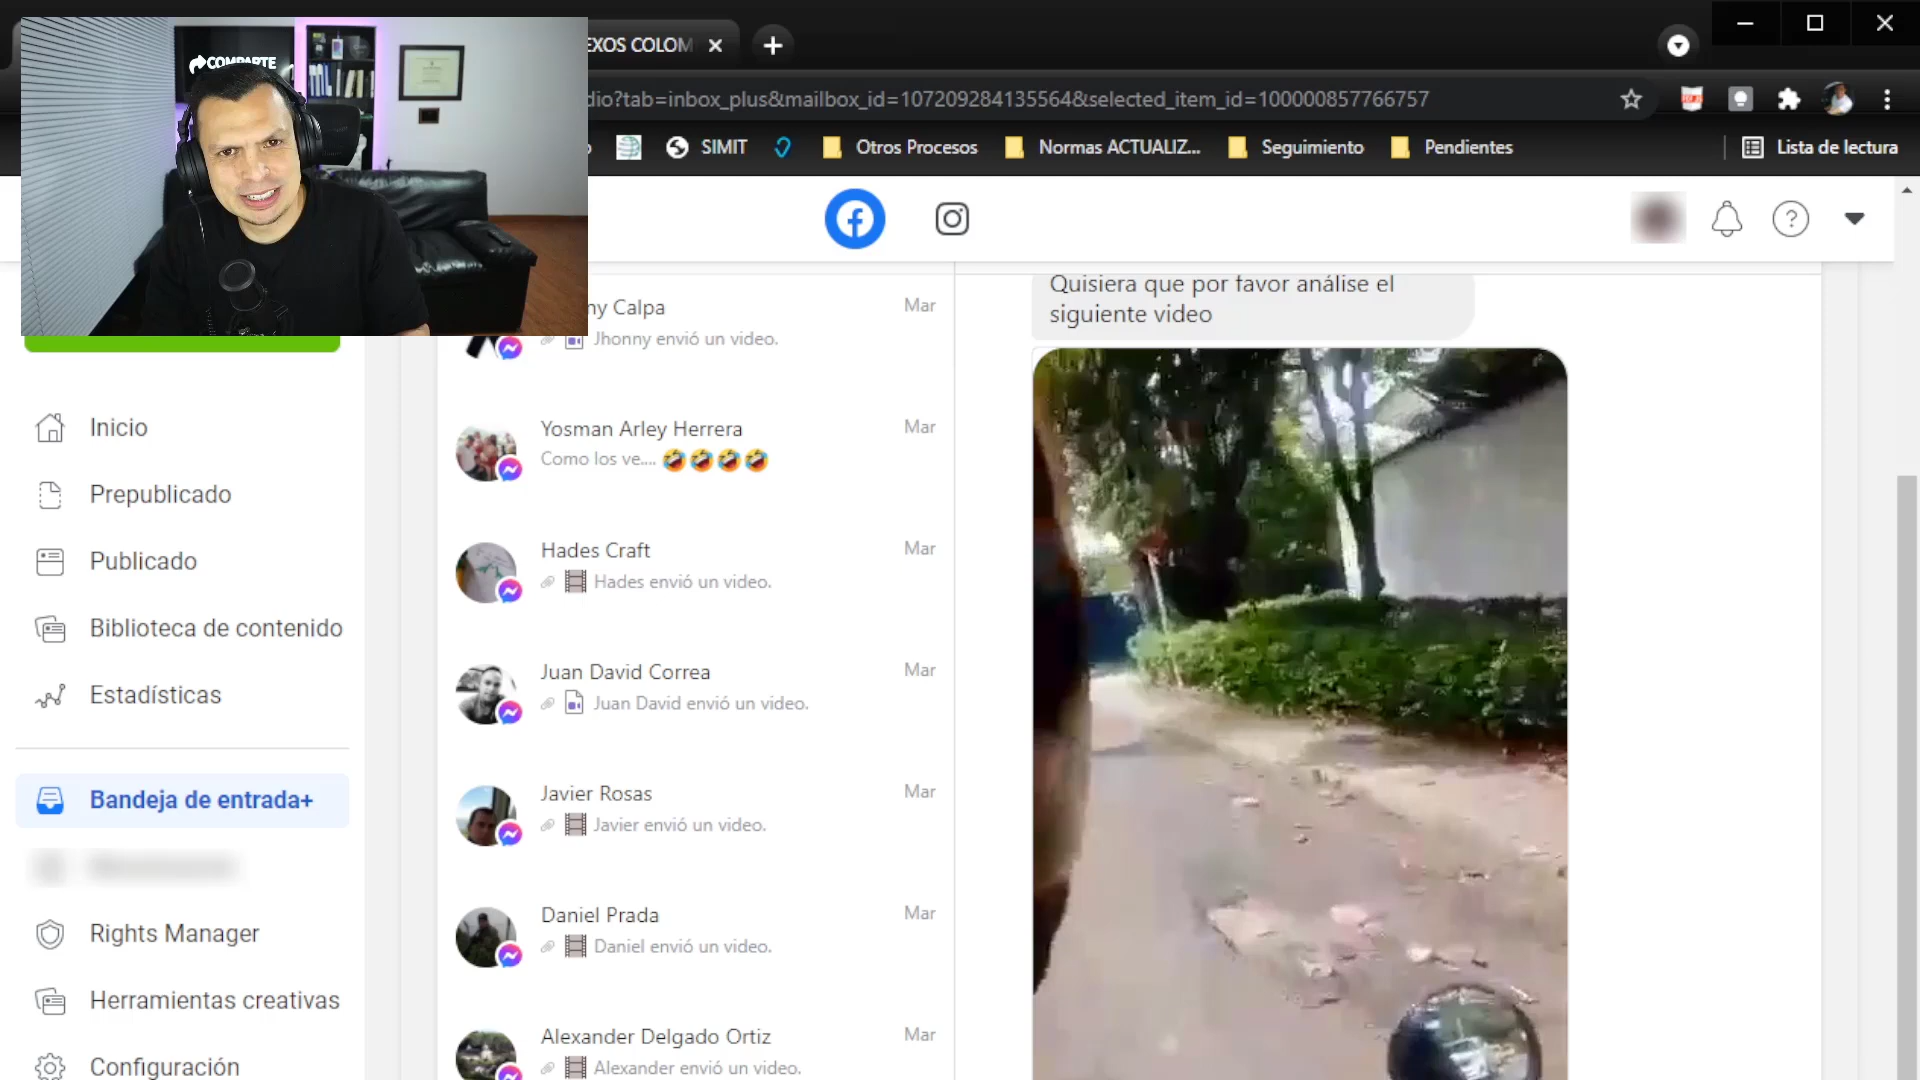 COMPARTE
EXOS COLOM
dio?tab=inbox_plus&mailbox_id=107209284135564&selected_item_id=100000857766757
SIMIT
Otros Procesos
Normas ACTUALIZ...
Seguimiento
Pendientes
Lista de lectura
Inicio
Prepublicado
Publicado
Biblioteca de contenido
Estadísticas
Bandeja de entrada+
Rights Manager
Herramientas creativas
Configuración
ny Calpa
Mar
Jhonny envió un video.
Yosman Arley Herrera
Mar
Como los ve.... 🤣🤣🤣🤣
Hades Craft
Mar
Hades envió un video.
Juan David Correa
Mar
Juan David envió un video.
Javier Rosas
Mar
Javier envió un video.
Daniel Prada
Mar
Daniel envió un video.
Alexander Delgado Ortiz
Mar
Alexander envió un video.
Quisiera que por favor análise el
siguiente video